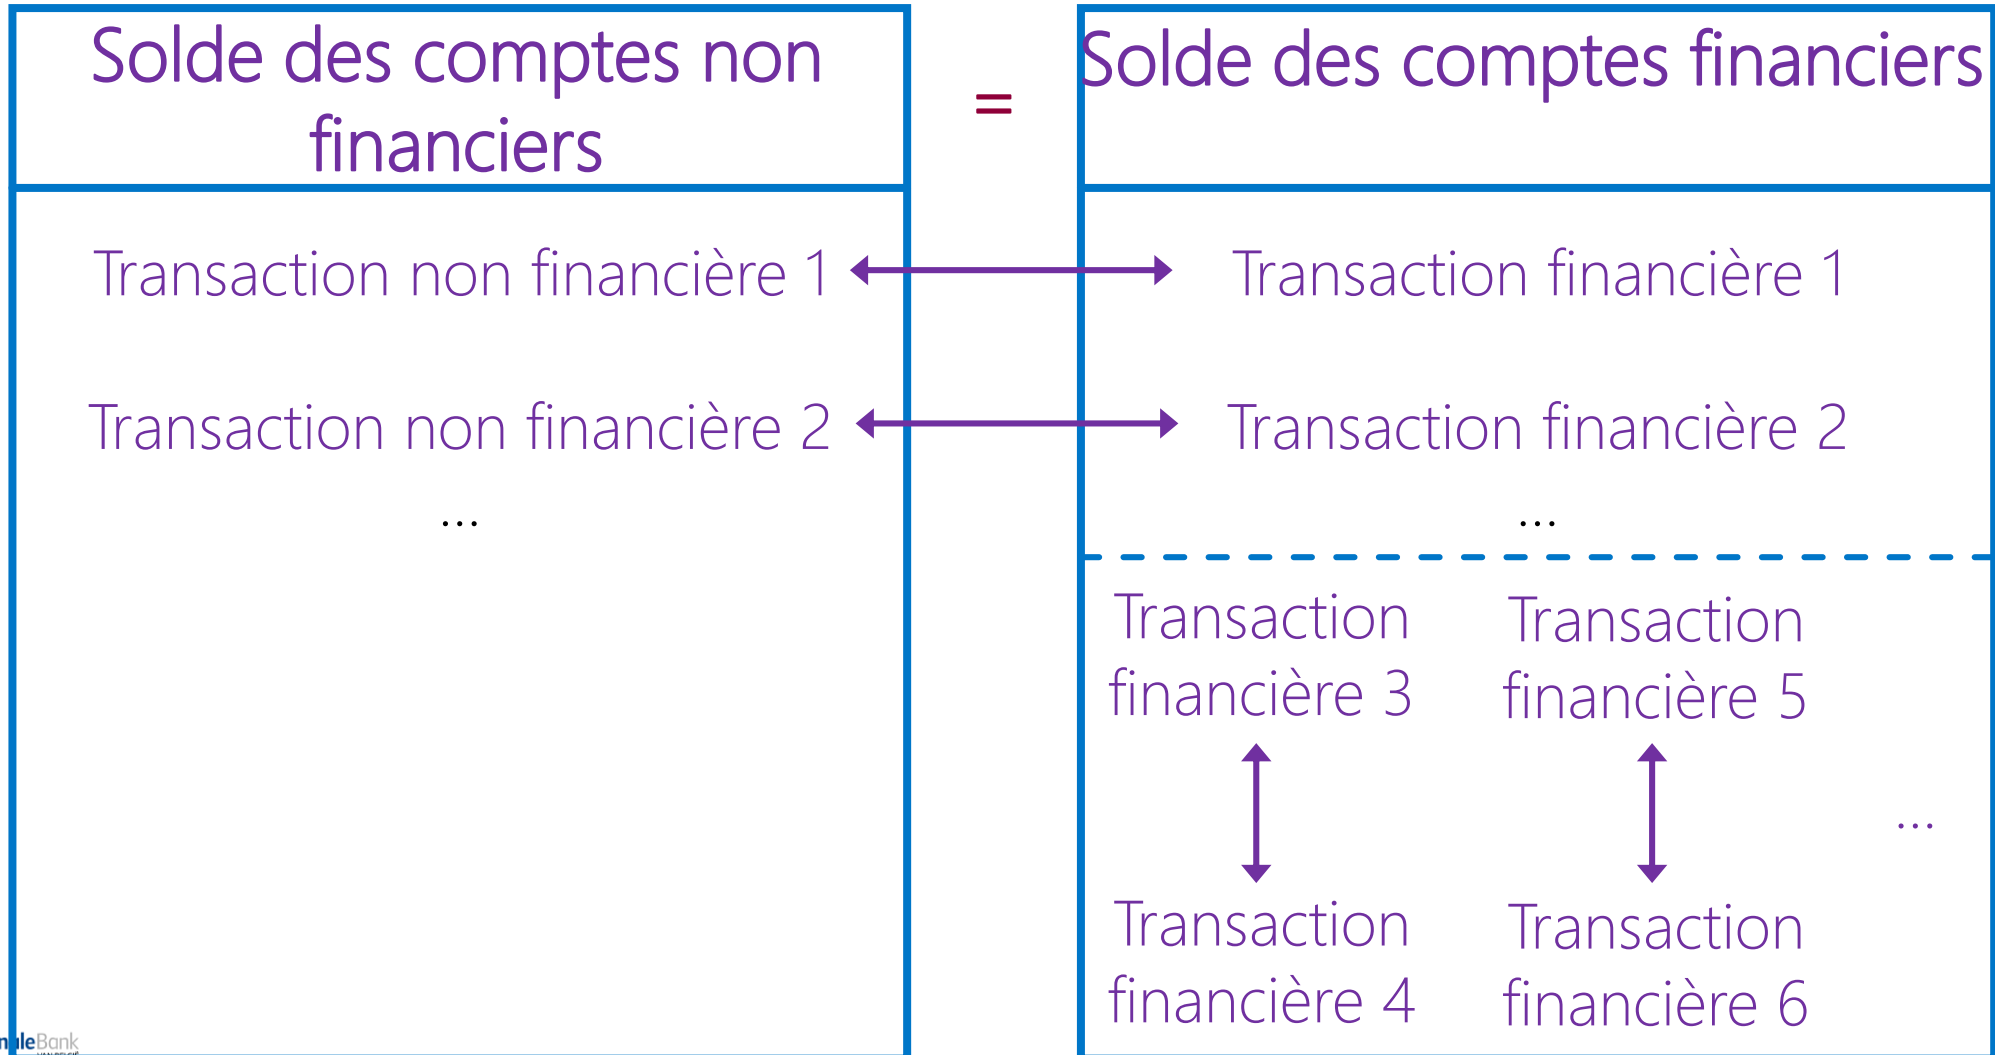 Solde des comptes non
financiers
=
Solde des comptes financiers
Transaction non financière 1
Transaction financière 1
Transaction non financière 2
Transaction financière 2
...
...
Transaction
financière 3
Transaction
financière 5
...
Transaction
financière 4
Transaction
financière 6
leBank